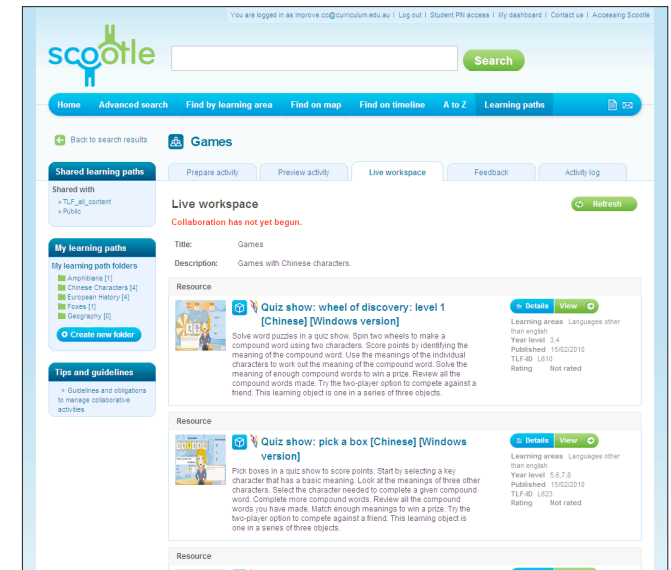 You are logged in as Improve.cc@curriculum.edu.au | Log out | Student PIN access | My dashboard | Contact us | Accessing Scootle
scootle
Search
Home Advanced search Find by learning area Find on map Find on timeline A to Z Learning paths
Back to search results
Games
Shared learning paths
Shared with
» TLF_all_content
» Public
My learning paths
My learning path folders
Amphibians [1]
Chinese Characters [4]
European History [4]
Foxes [1]
Geography [0]
Create new folder
Tips and guidelines
» Guidelines and obligations
to manage collaborative
activities
Prepare activity Preview activity Live workspace Feedback Activity log
Live workspace
Refresh
Collaboration has not yet begun.
Title: Games
Description: Games with Chinese characters.
Resource
Quiz show: wheel of discovery: level 1
[Chinese] [Windows version]
Solve word puzzles in a quiz show. Spin two wheels to make a
compound word using two characters. Score points by identifying the
meaning of the compound word. Use the meanings of the individual
characters to work out the meaning of the compound word. Solve the
meaning of enough compound words to win a prize. Review all the
compound words made. Try the two-player option to compete against a
friend. This learning object is one in a series of three objects.
Details View
Learning areas Languages other
than english
Year level 3,4
Published 15/02/2010
TLF-ID L610
Rating Not rated
Resource
Quiz show: pick a box [Chinese] [Windows
version]
Pick boxes in a quiz show to score points. Start by selecting a key
character that has a basic meaning. Look at the meanings of three other
characters. Select the character needed to complete a given compound
word. Complete more compound words. Review all the compound
words you have made. Match enough meanings to win a prize. Try the
two-player option to compete against a friend. This learning object is
one in a series of three objects.
Details View
Learning areas Languages other
than english
Year level 5,6,7,8
Published 15/02/2010
TLF-ID L623
Rating Not rated
Resource